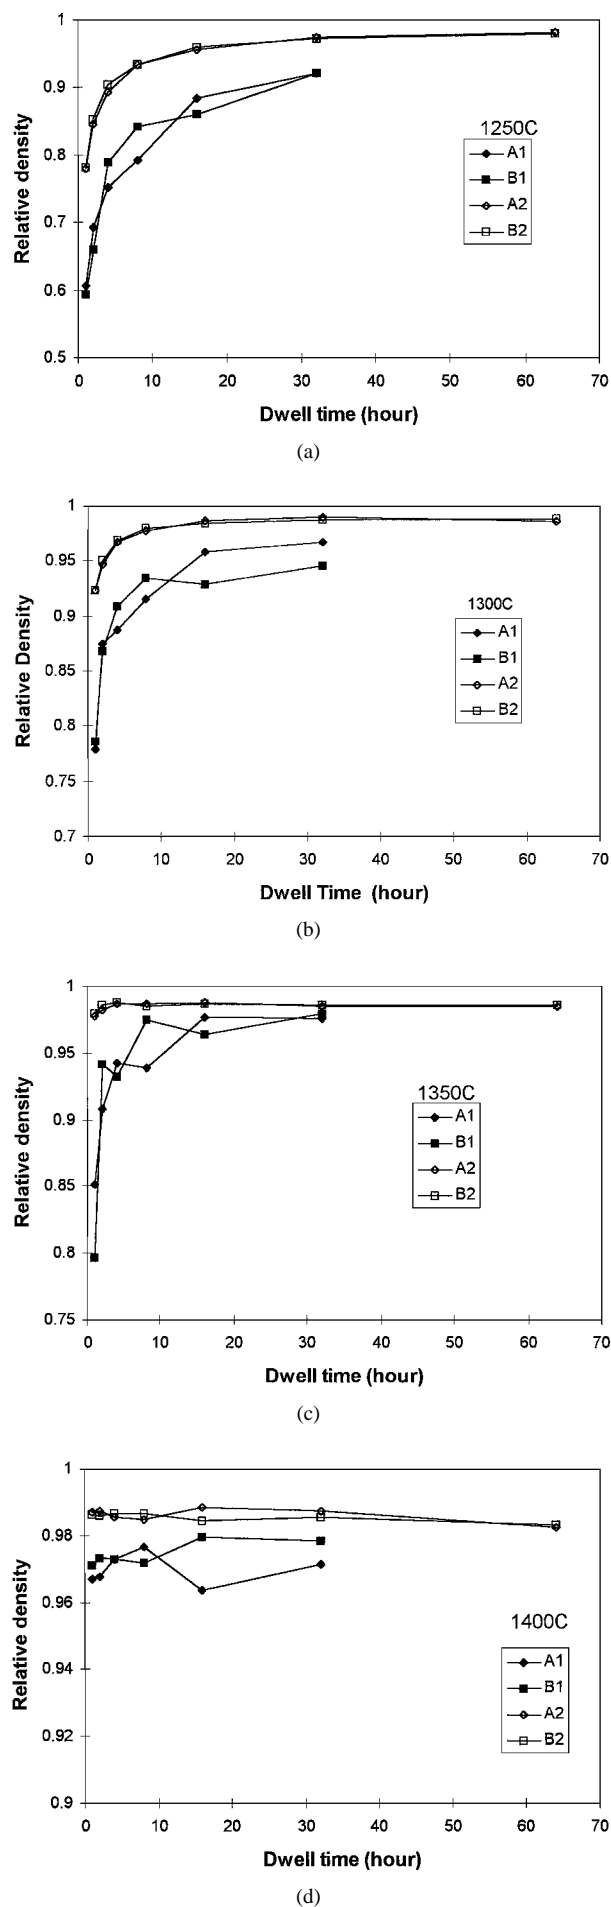 1
0.9
0.8
0.7
0.6
0.5
Relative density
1250C
A1
B1
A2
B2
0 10 20 30 40 50 60 70
Dwell time (hour)
(a)
1
0.95
0.9
0.85
0.8
0.75
0.7
Relative Density
1300C
A1
B1
A2
B2
0 10 20 30 40 50 60 70
Dwell Time (hour)
(b)
1
0.95
0.9
0.85
0.8
0.75
Relative density
1350C
A1
B1
A2
B2
0 10 20 30 40 50 60 70
Dwell time (hour)
(c)
1
0.98
0.96
0.94
0.92
0.9
Relative density
1400C
A1
B1
A2
B2
0 10 20 30 40 50 60 70
Dwell time (hour)
(d)